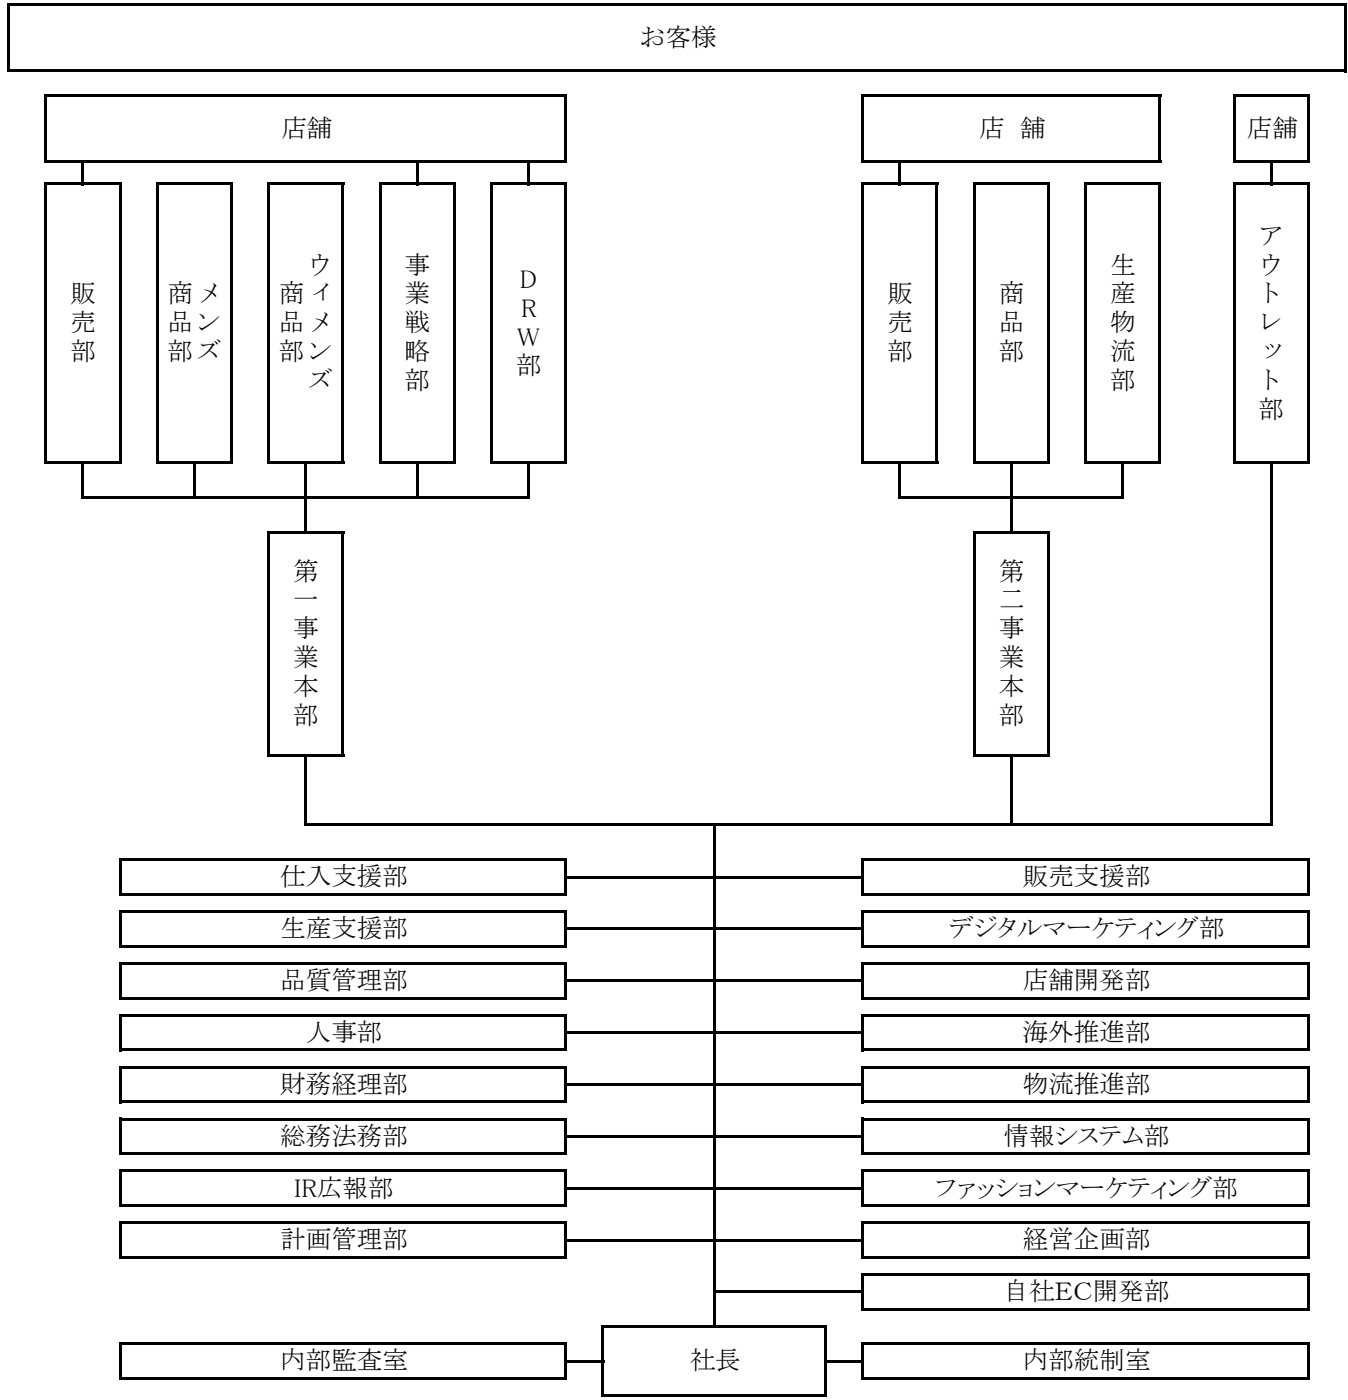 お客様
店舗
店 舗
店舗
販売部
メンズ
商品部
ウイメンズ
商品部
事業戦略部
DRW部
販売部
商品部
生産物流部
アウトレット部
第一事業本部
第二事業本部
仕入支援部
販売支援部
生産支援部
デジタルマーケティング部
品質管理部
店舗開発部
人事部
海外推進部
財務経理部
物流推進部
総務法務部
情報システム部
IR広報部
ファッションマーケティング部
計画管理部
経営企画部
自社EC開発部
内部監査室
社長
内部統制室